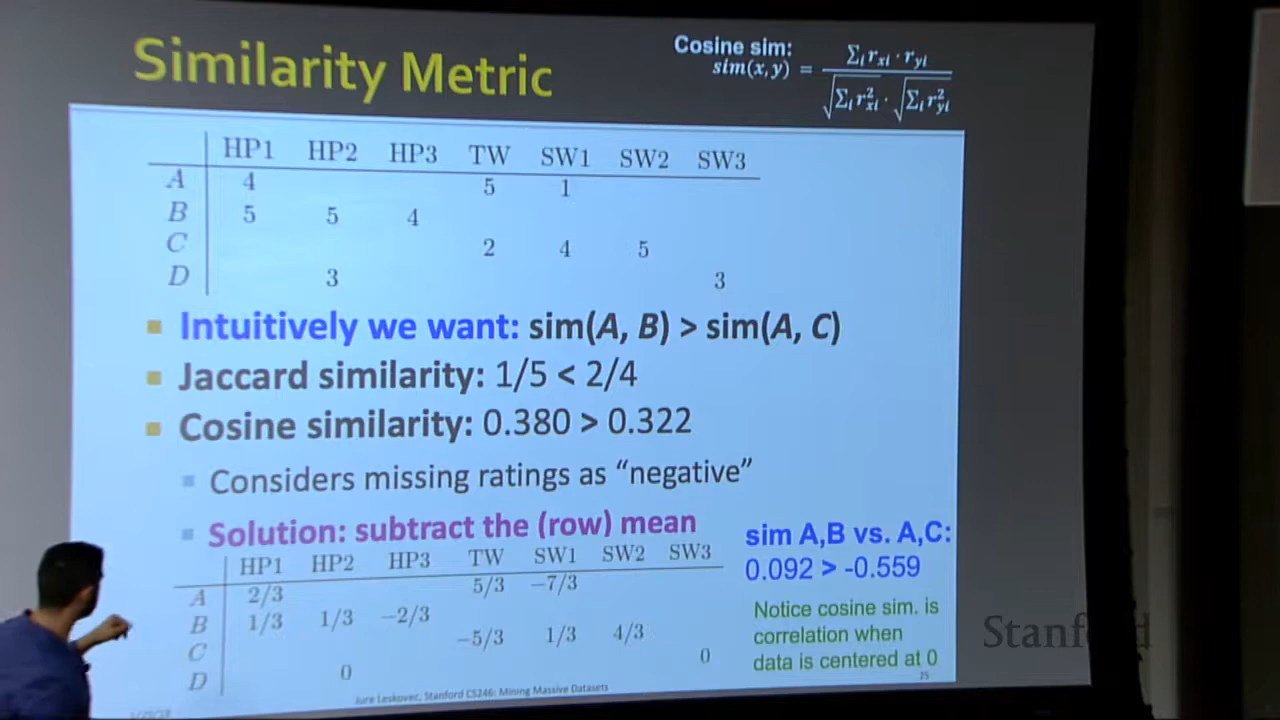 Similarity Metric
Cosine sim:
sim(x, y) = Σᵢ rₓᵢ · rᵧᵢ / √Σᵢ r²ₓᵢ · √Σᵢ r²ᵧᵢ
HP1 HP2 HP3 TW SW1 SW2 SW3
A 4 5 1
B 5 5 4
C 2 4 5
D 3 3
Intuitively we want: sim(A, B) > sim(A, C)
Jaccard similarity: 1/5 < 2/4
Cosine similarity: 0.380 > 0.322
Considers missing ratings as “negative”
Solution: subtract the (row) mean
HP1 HP2 HP3 TW SW1 SW2 SW3
A 2/3 5/3 −7/3
B 1/3 1/3 −2/3
C −5/3 1/3 4/3
D 0 0
sim A,B vs. A,C:
0.092 > -0.559
Notice cosine sim. is
correlation when
data is centered at 0
Stanford
Jure Leskovec, Stanford CS246: Mining Massive Datasets
25